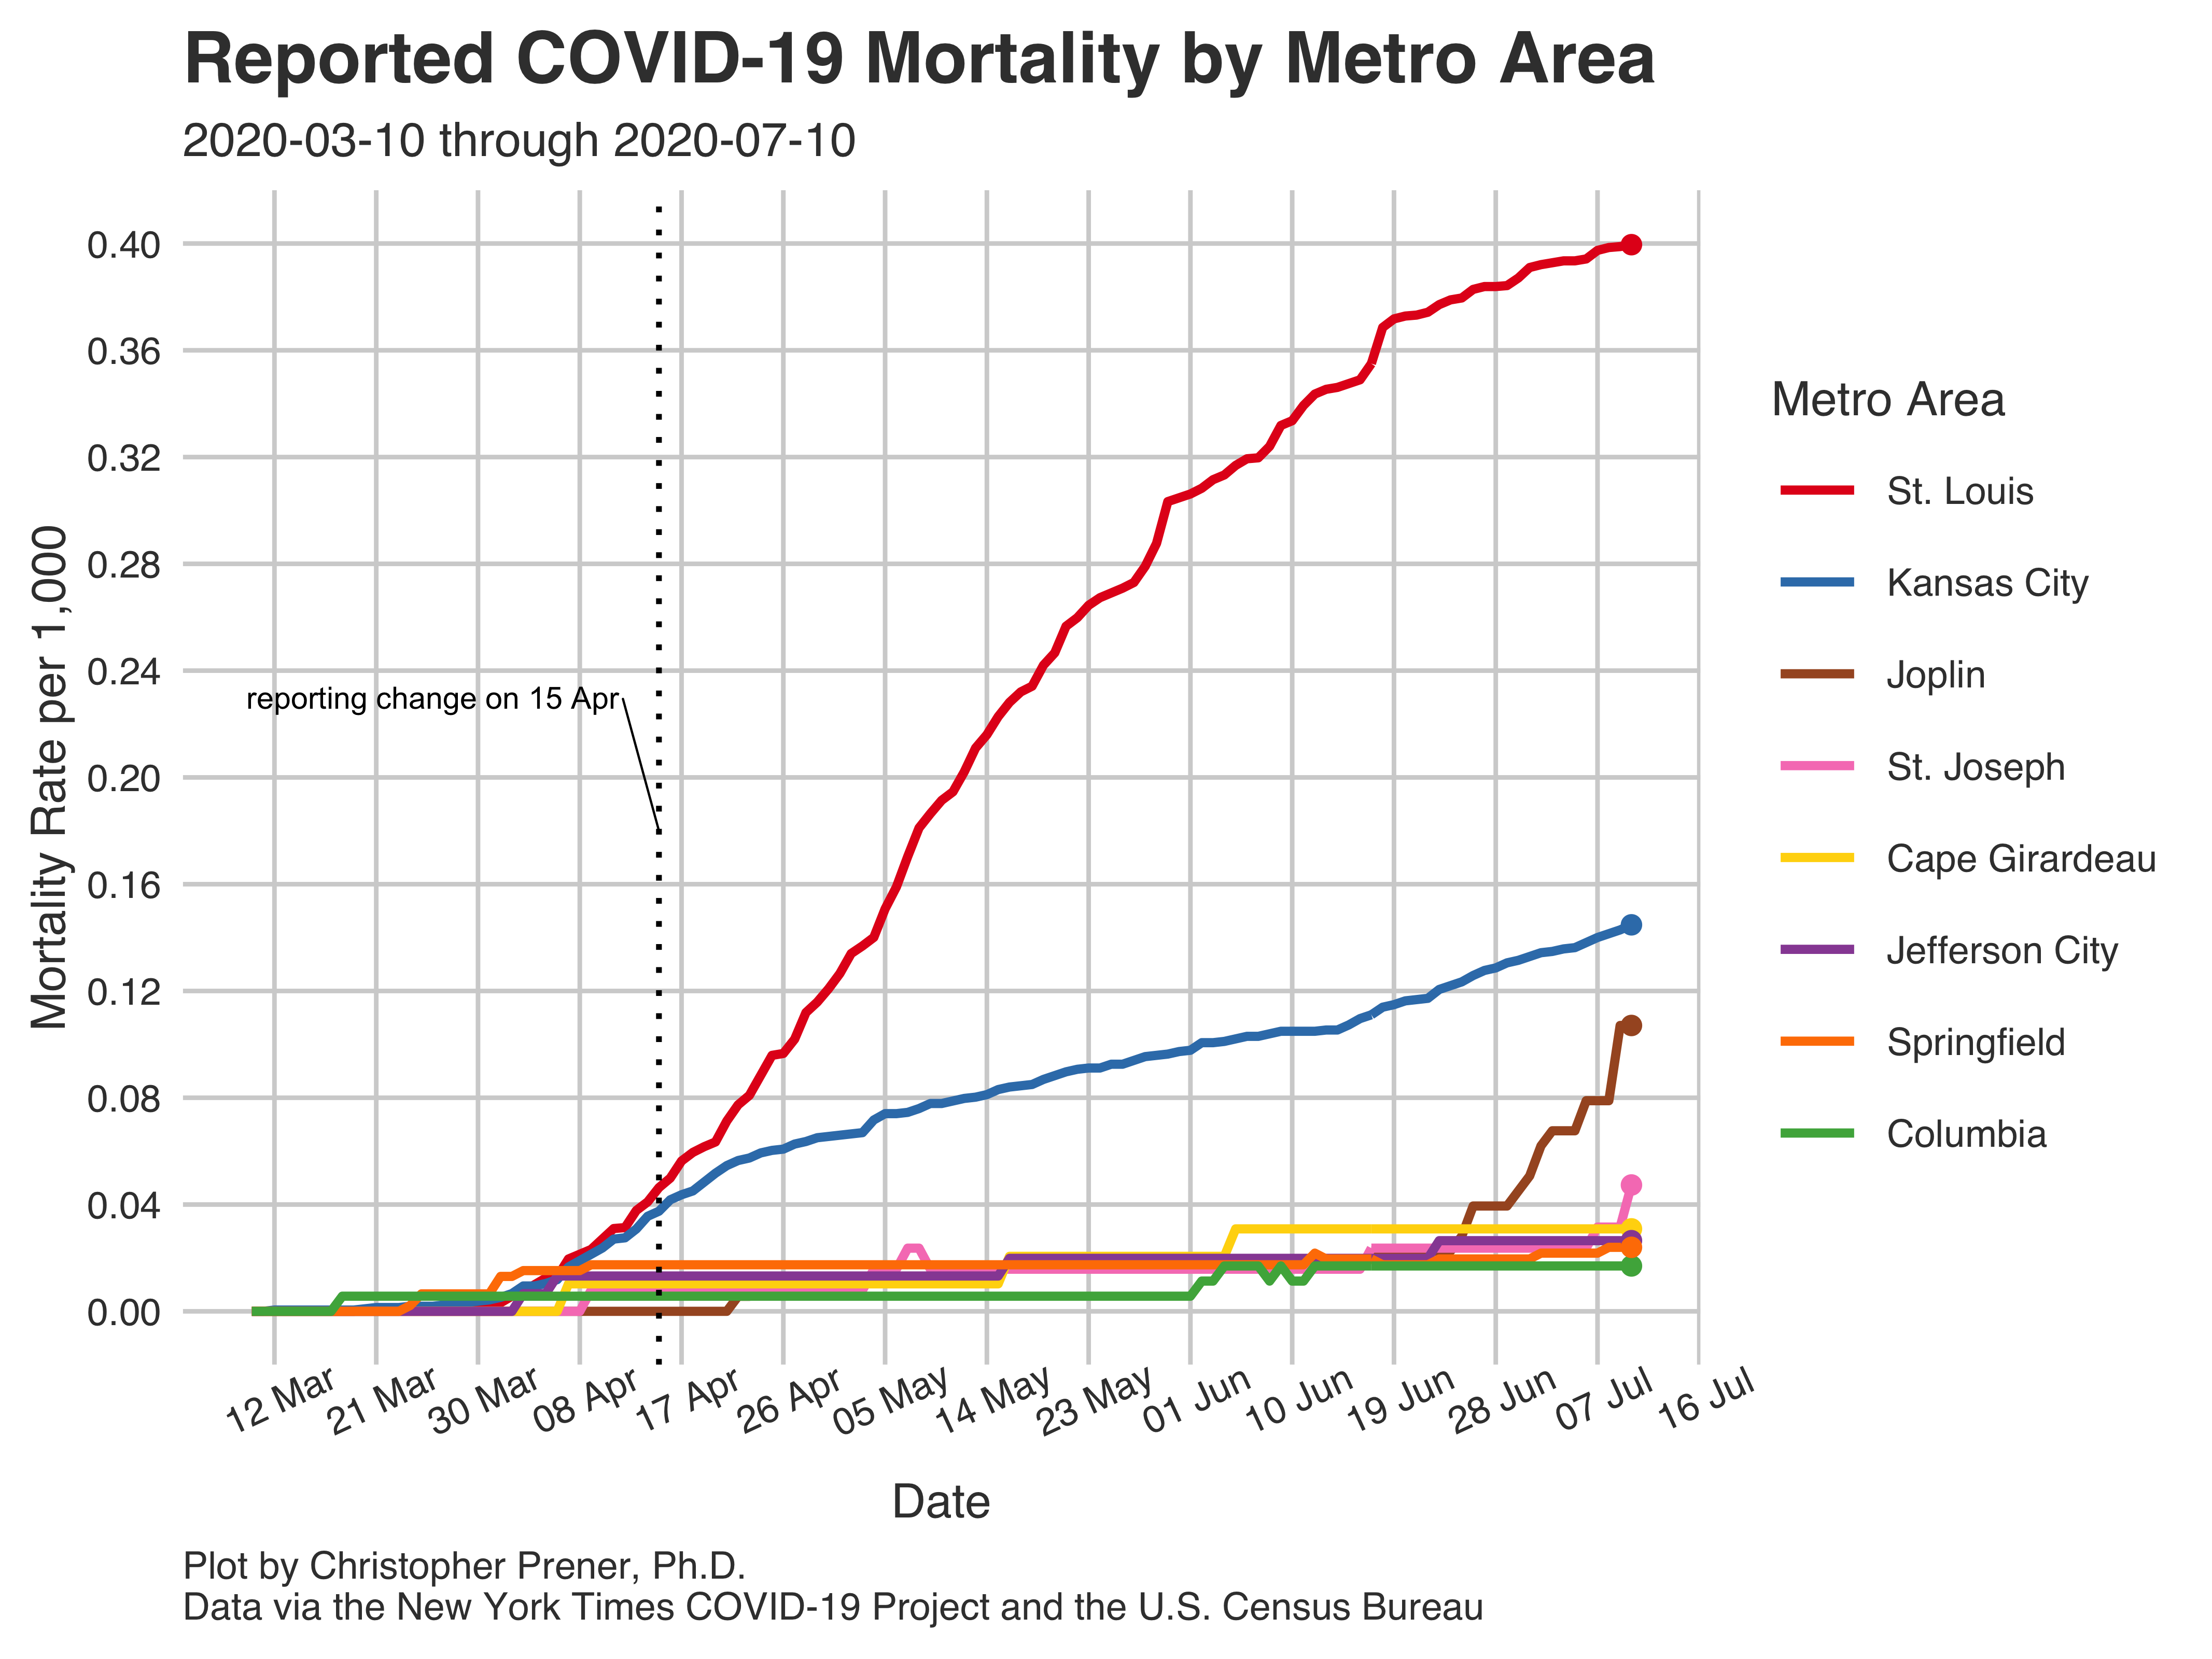 Reported COVID-19 Mortality by Metro Area
2020-03-10 through 2020-07-10
Mortality Rate per 1,000
0.40
0.36
0.32
0.28
0.24
0.20
0.16
0.12
0.08
0.04
0.00
reporting change on 15 Apr
12 Mar
21 Mar
30 Mar
08 Apr
17 Apr
26 Apr
05 May
14 May
23 May
01 Jun
10 Jun
19 Jun
28 Jun
07 Jul
16 Jul
Date
Metro Area
St. Louis
Kansas City
Joplin
St. Joseph
Cape Girardeau
Jefferson City
Springfield
Columbia
Plot by Christopher Prener, Ph.D.
Data via the New York Times COVID-19 Project and the U.S. Census Bureau